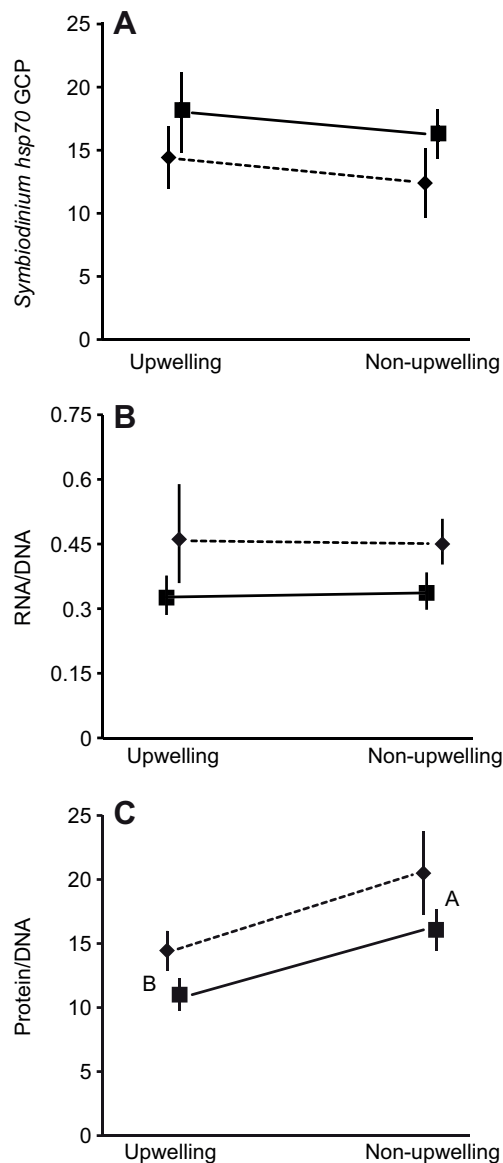 A
Symbiodinium hsp70 GCP
25
20
15
10
5
0
Upwelling Non-upwelling
B
RNA/DNA
0.75
0.6
0.45
0.3
0.15
0
Upwelling Non-upwelling
C
Protein/DNA
25
20
15
10
5
0
A
B
Upwelling Non-upwelling